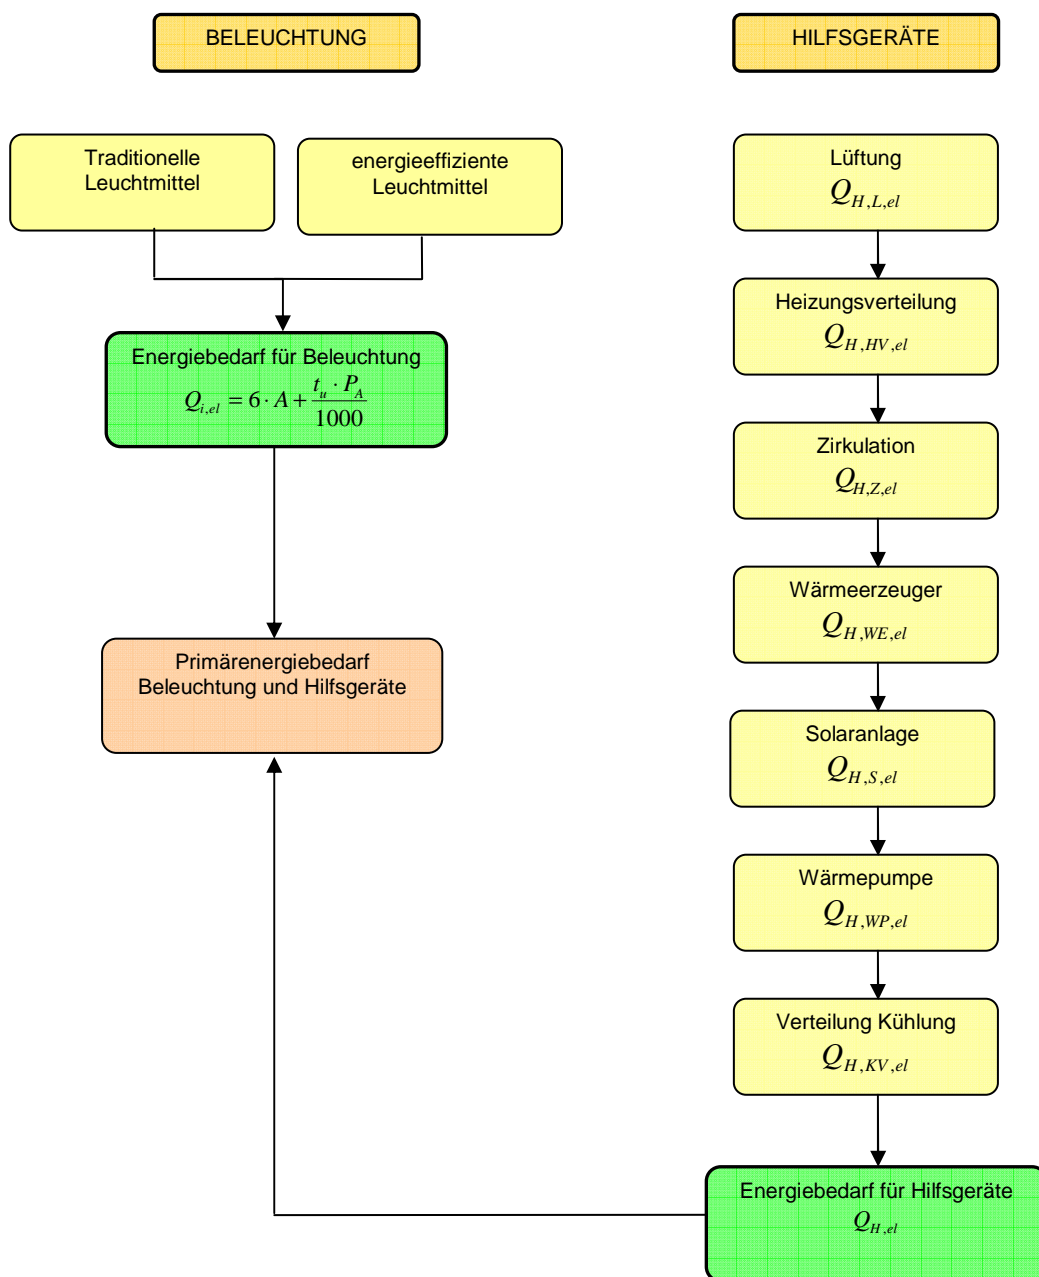 BELEUCHTUNG
HILFSGERÄTE
Traditionelle
Leuchtmittel
energieeffiziente
Leuchtmittel
Energiebedarf für Beleuchtung
Q_{i,el} = 6 · A + \frac{t_u · P_A}{1000}
Primärenergiebedarf
Beleuchtung und Hilfsgeräte
Lüftung
Q_{H,L,el}
Heizungsverteilung
Q_{H,HV,el}
Zirkulation
Q_{H,Z,el}
Wärmeerzeuger
Q_{H,WE,el}
Solaranlage
Q_{H,S,el}
Wärmepumpe
Q_{H,WP,el}
Verteilung Kühlung
Q_{H,KV,el}
Energiebedarf für Hilfsgeräte
Q_{H,el}